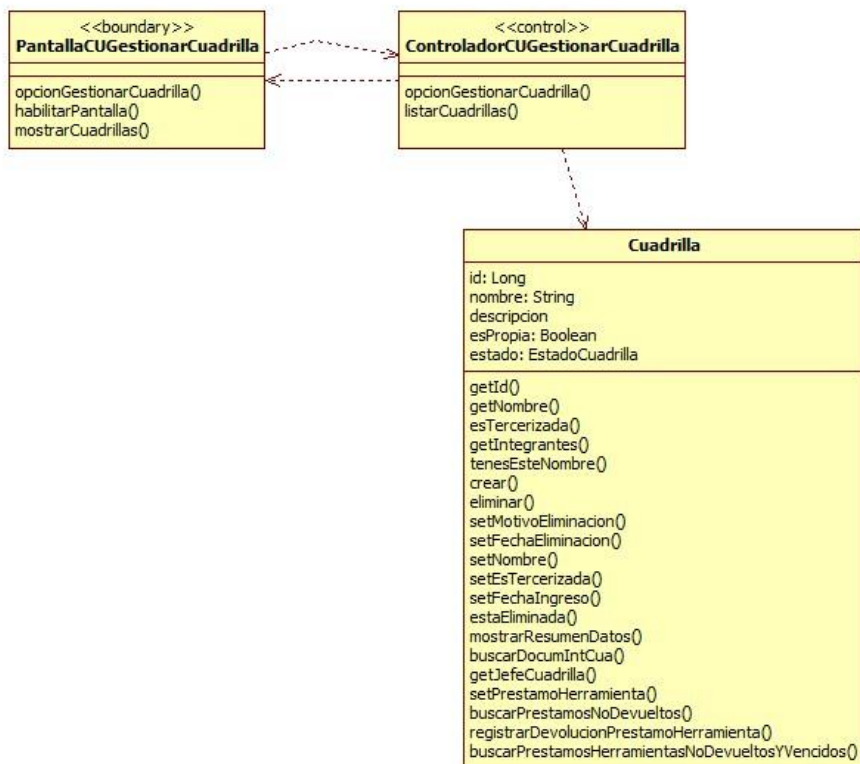 <<boundary>>
PantallaCUGestionarCuadrilla
opcionGestionarCuadrilla()
habilitarPantalla()
mostrarCuadrillas()
<<control>>
ControladorCUGestionarCuadrilla
opcionGestionarCuadrilla()
listarCuadrillas()
Cuadrilla
id: Long
nombre: String
descripcion
esPropia: Boolean
estado: EstadoCuadrilla
getId()
getNombre()
esTercerizada()
getIntegrantes()
tenesEsteNombre()
crear()
eliminar()
setMotivoEliminacion()
setFechaEliminacion()
setNombre()
setEsTercerizada()
setFechaIngreso()
estaEliminada()
mostrarResumenDatos()
buscarDocumIntCua()
getJefeCuadrilla()
setPrestamoHerramienta()
buscarPrestamosNoDevueltos()
registrarDevolucionPrestamoHerramienta()
buscarPrestamosHerramientasNoDevueltosYVencidos()